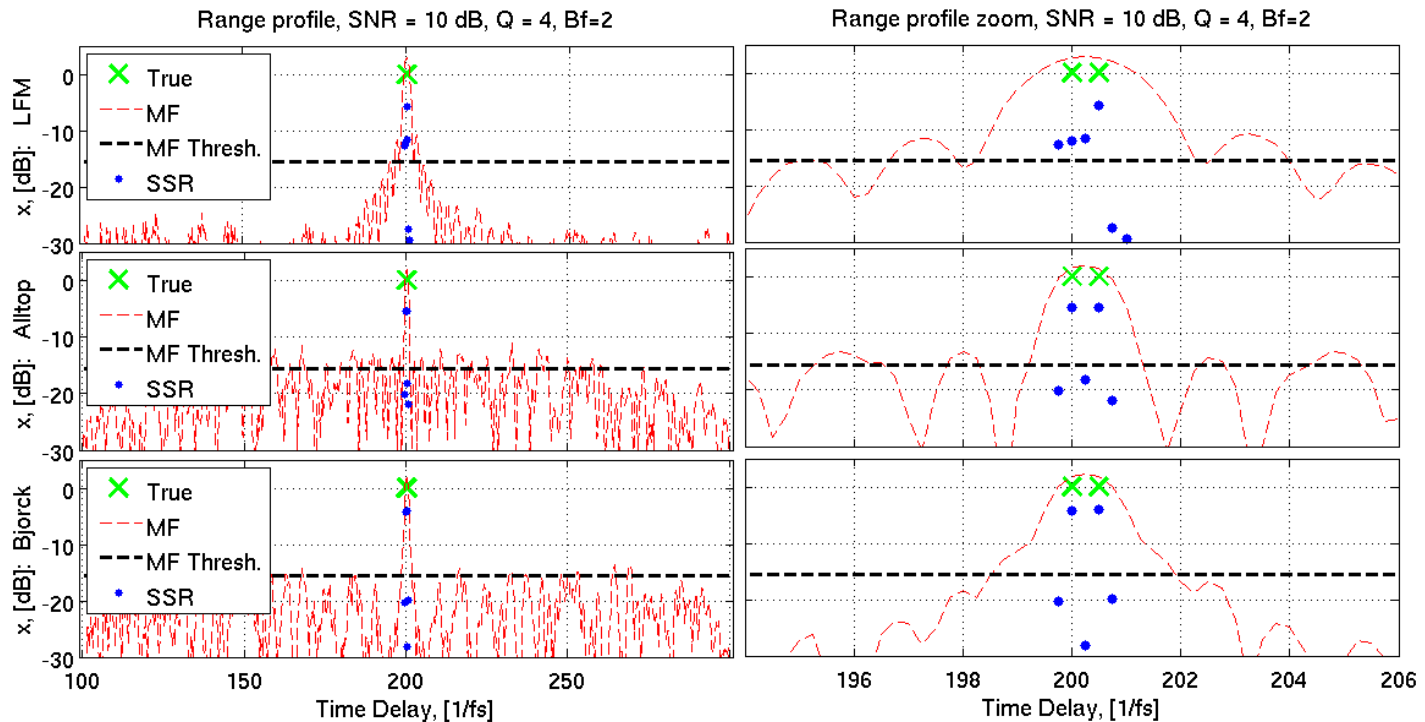 Range profile, SNR = 10 dB, Q = 4, Bf=2
Range profile zoom, SNR = 10 dB, Q = 4, Bf=2
x, [dB]: LFM
0
-10
-20
-30
True
MF
MF Thresh.
SSR
x, [dB]: Alltop
0
-10
-20
-30
True
MF
MF Thresh.
SSR
x, [dB]: Bjorck
0
-10
-20
-30
True
MF
MF Thresh.
SSR
100 150 200 250
196 198 200 202 204 206
Time Delay, [1/fs]
Time Delay, [1/fs]